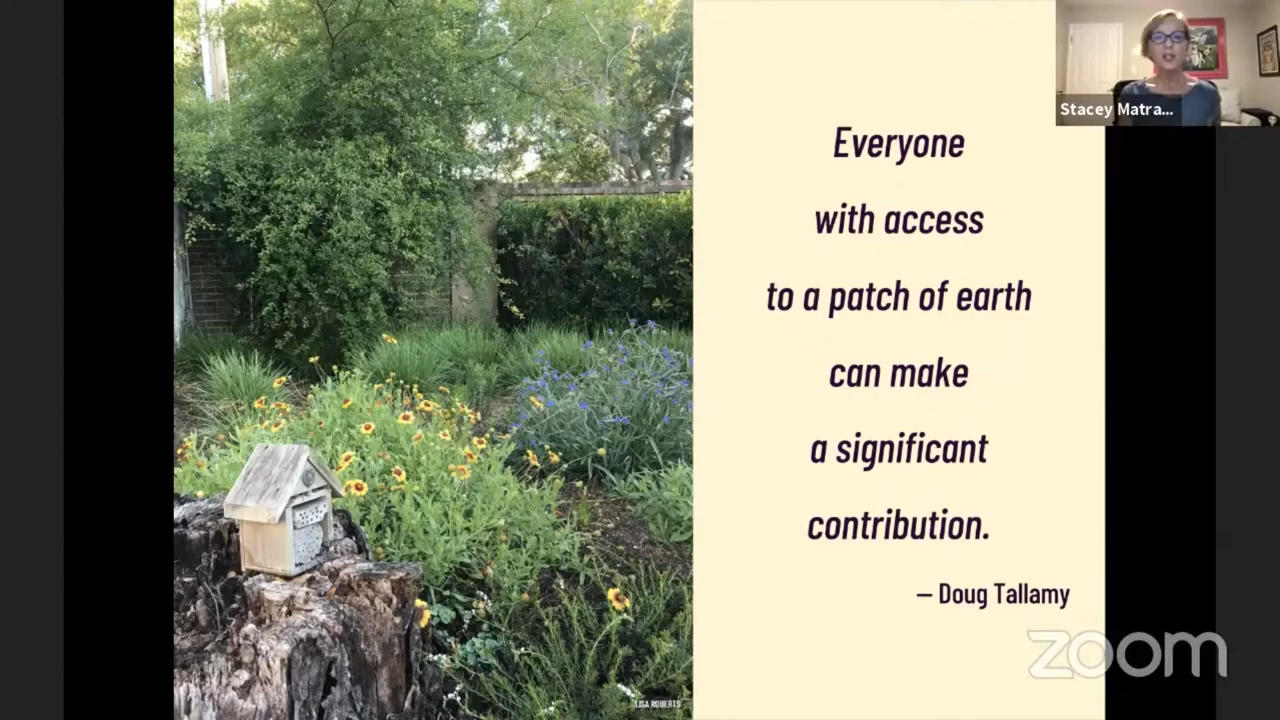 Stacey Matra...
Everyone
with access
to a patch of earth
can make
a significant
contribution.
– Doug Tallamy
zoom
LISA ROBERTS